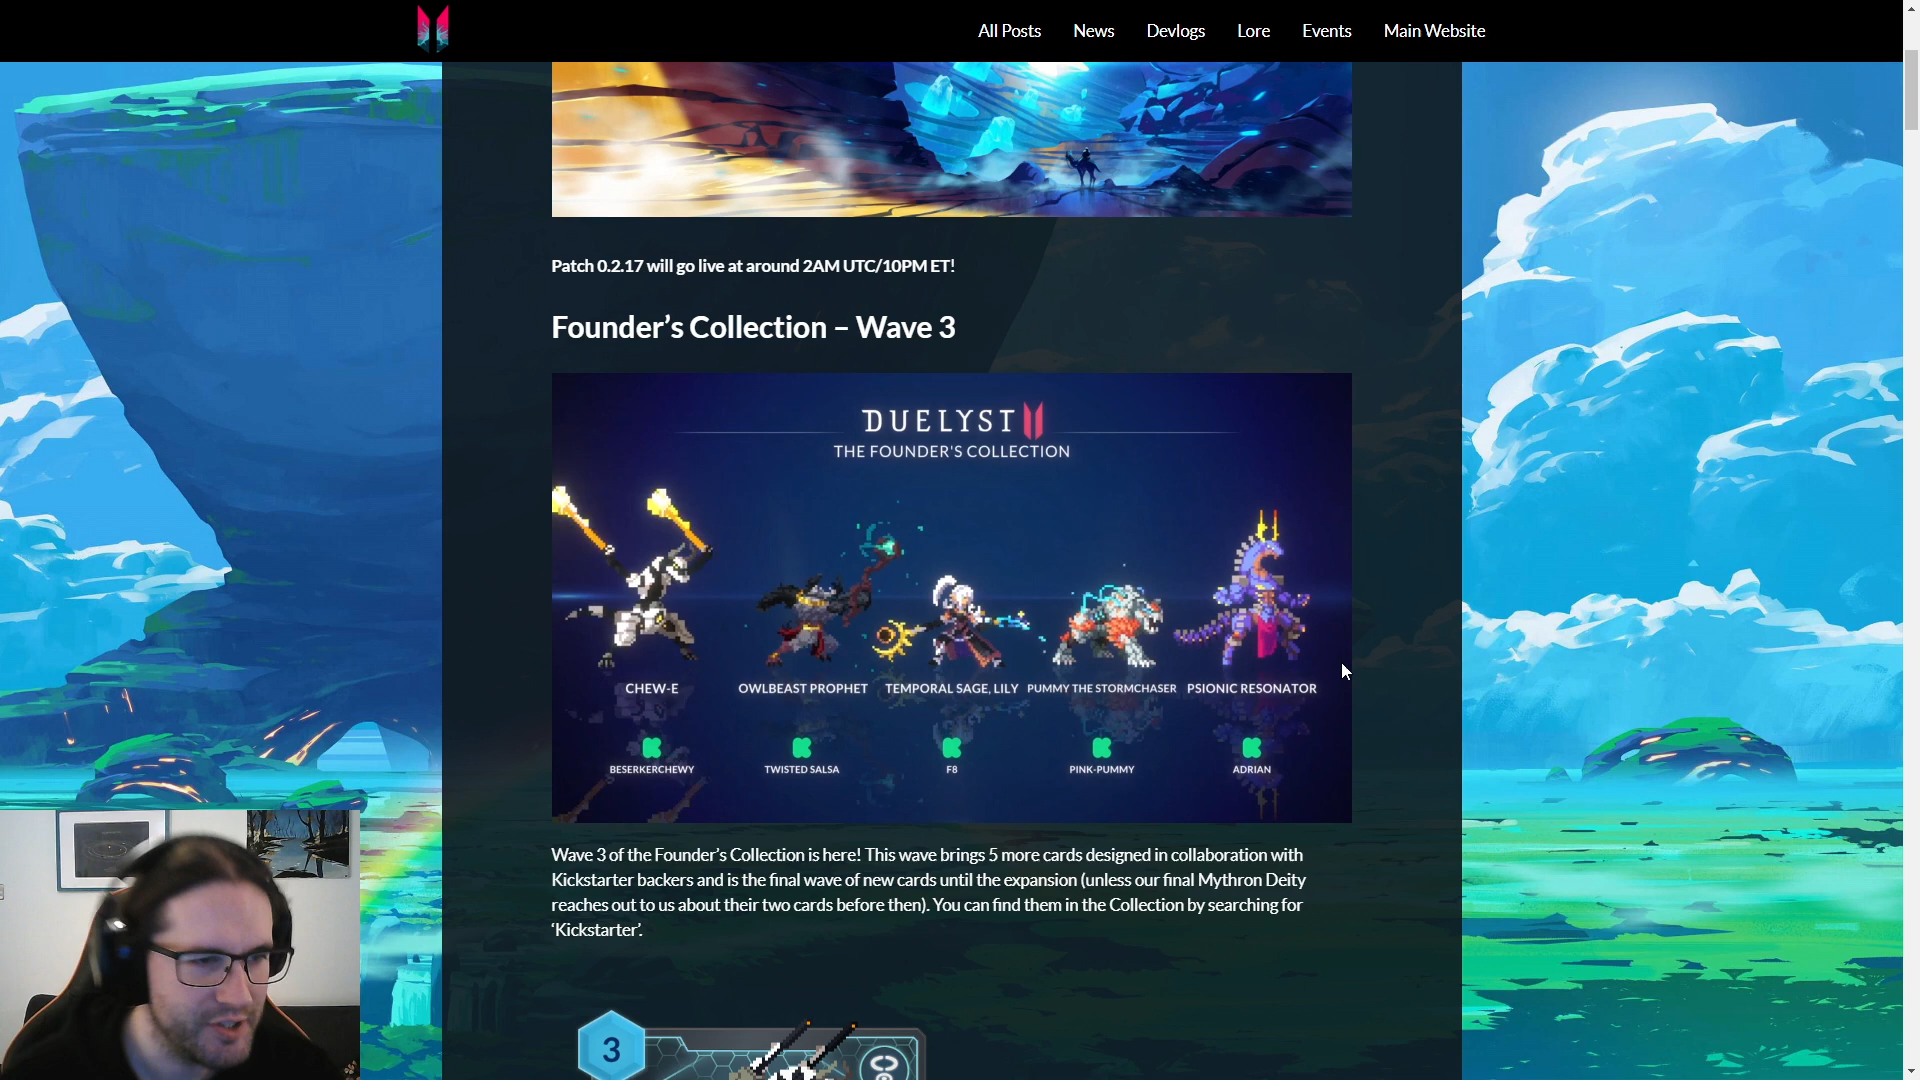 All Posts News Devlogs Lore Events Main Website
Patch 0.2.17 will go live at around 2AM UTC/10PM ET!
Founder’s Collection – Wave 3
DUELYST II
THE FOUNDER'S COLLECTION
CHEW-E OWLBEAST PROPHET TEMPORAL SAGE, LILY PUMMY THE STORMCHASER PSIONIC RESONATOR
BESERKERCHEWY TWISTED SALSA F8 PINK-PUMMY ADRIAN
Wave 3 of the Founder’s Collection is here! This wave brings 5 more cards designed in collaboration with
Kickstarter backers and is the final wave of new cards until the expansion (unless our final Mythron Deity
reaches out to us about their two cards before then). You can find them in the Collection by searching for
‘Kickstarter’.
3